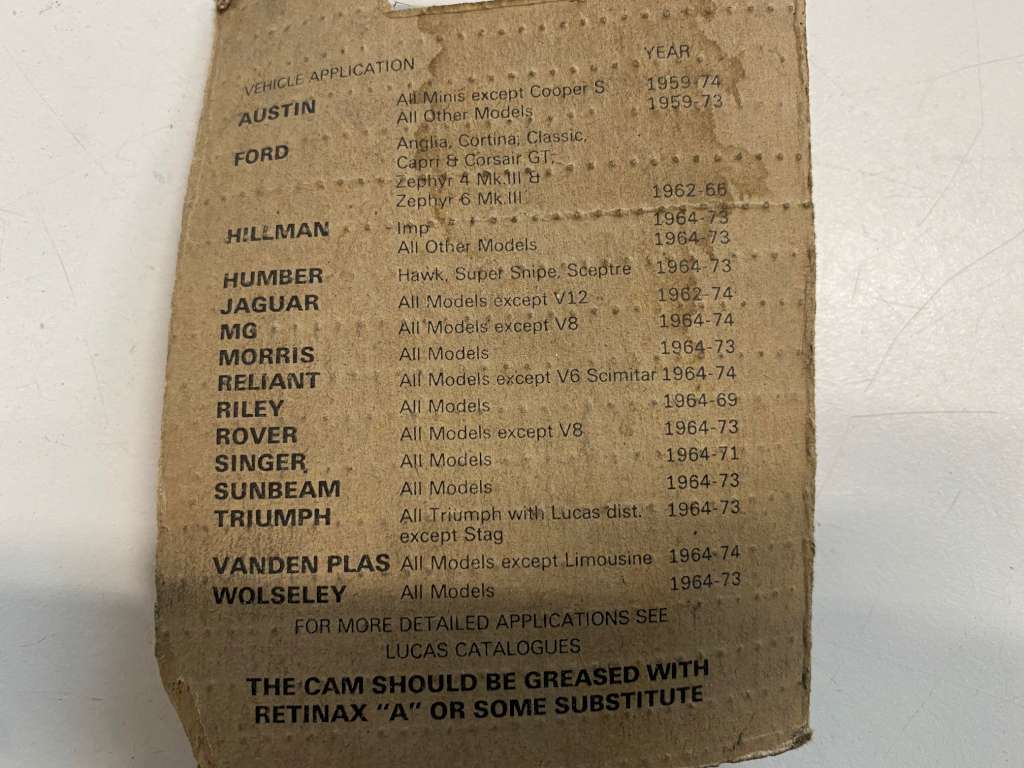 VEHICLE APPLICATION YEAR
AUSTIN All Minis except Cooper S 1959-74
All Other Models 1959-73
FORD Anglia, Cortina, Classic,
Capri & Corsair GT,
Zephyr 4 Mk.III &
Zephyr 6 Mk.III 1962-66
HILLMAN Imp 1964-73
All Other Models 1964-73
HUMBER Hawk, Super Snipe, Sceptre 1964-73
JAGUAR All Models except V12 1962-74
MG All Models except V8 1964-74
MORRIS All Models 1964-73
RELIANT All Models except V6 Scimitar 1964-74
RILEY All Models 1964-69
ROVER All Models except V8 1964-73
SINGER All Models 1964-71
SUNBEAM All Models 1964-73
TRIUMPH All Triumph with Lucas dist. 1964-73
except Stag
VANDEN PLAS All Models except Limousine 1964-74
WOLSELEY All Models 1964-73
FOR MORE DETAILED APPLICATIONS SEE
LUCAS CATALOGUES
THE CAM SHOULD BE GREASED WITH
RETINAX "A" OR SOME SUBSTITUTE